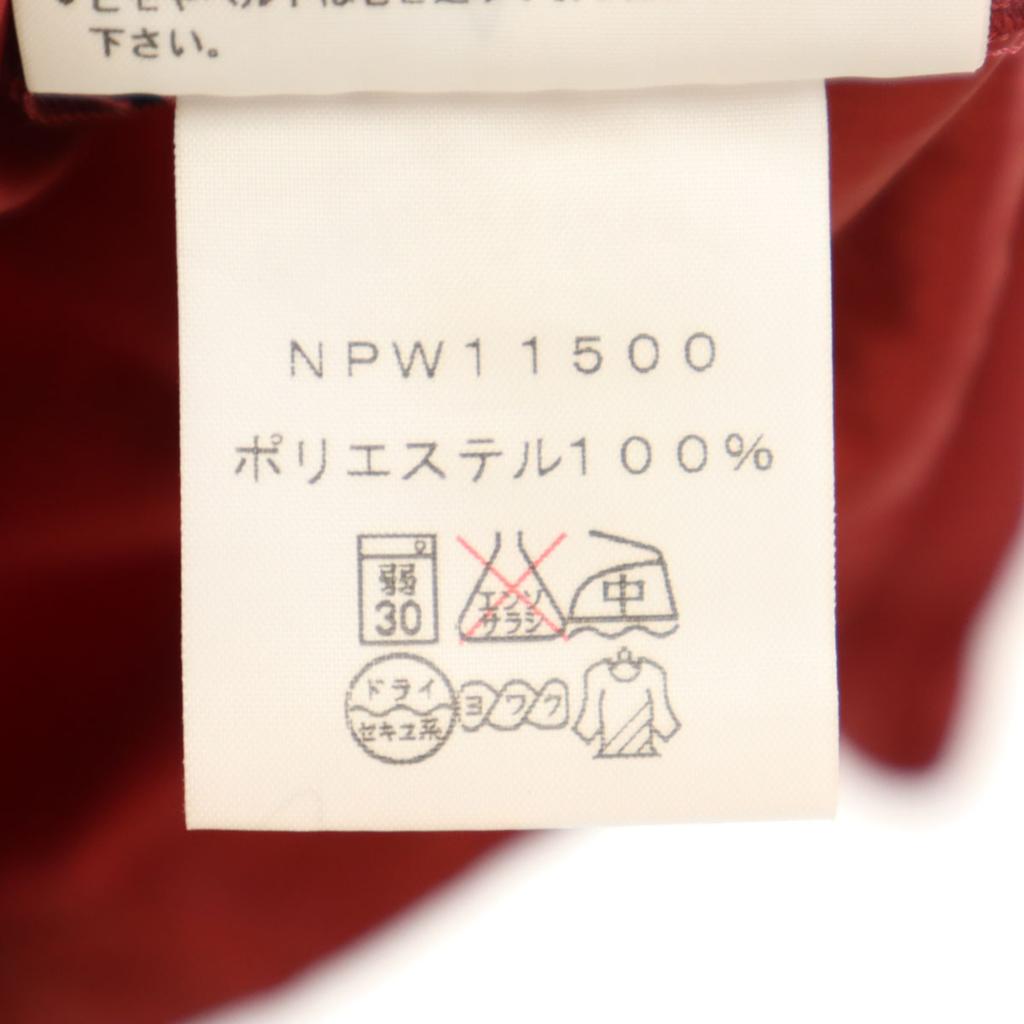 下さい。
NPW11500
ポリエステル100%
弱
30
エンソ
サラシ
中
ドライ
セキユ系
ヨワク